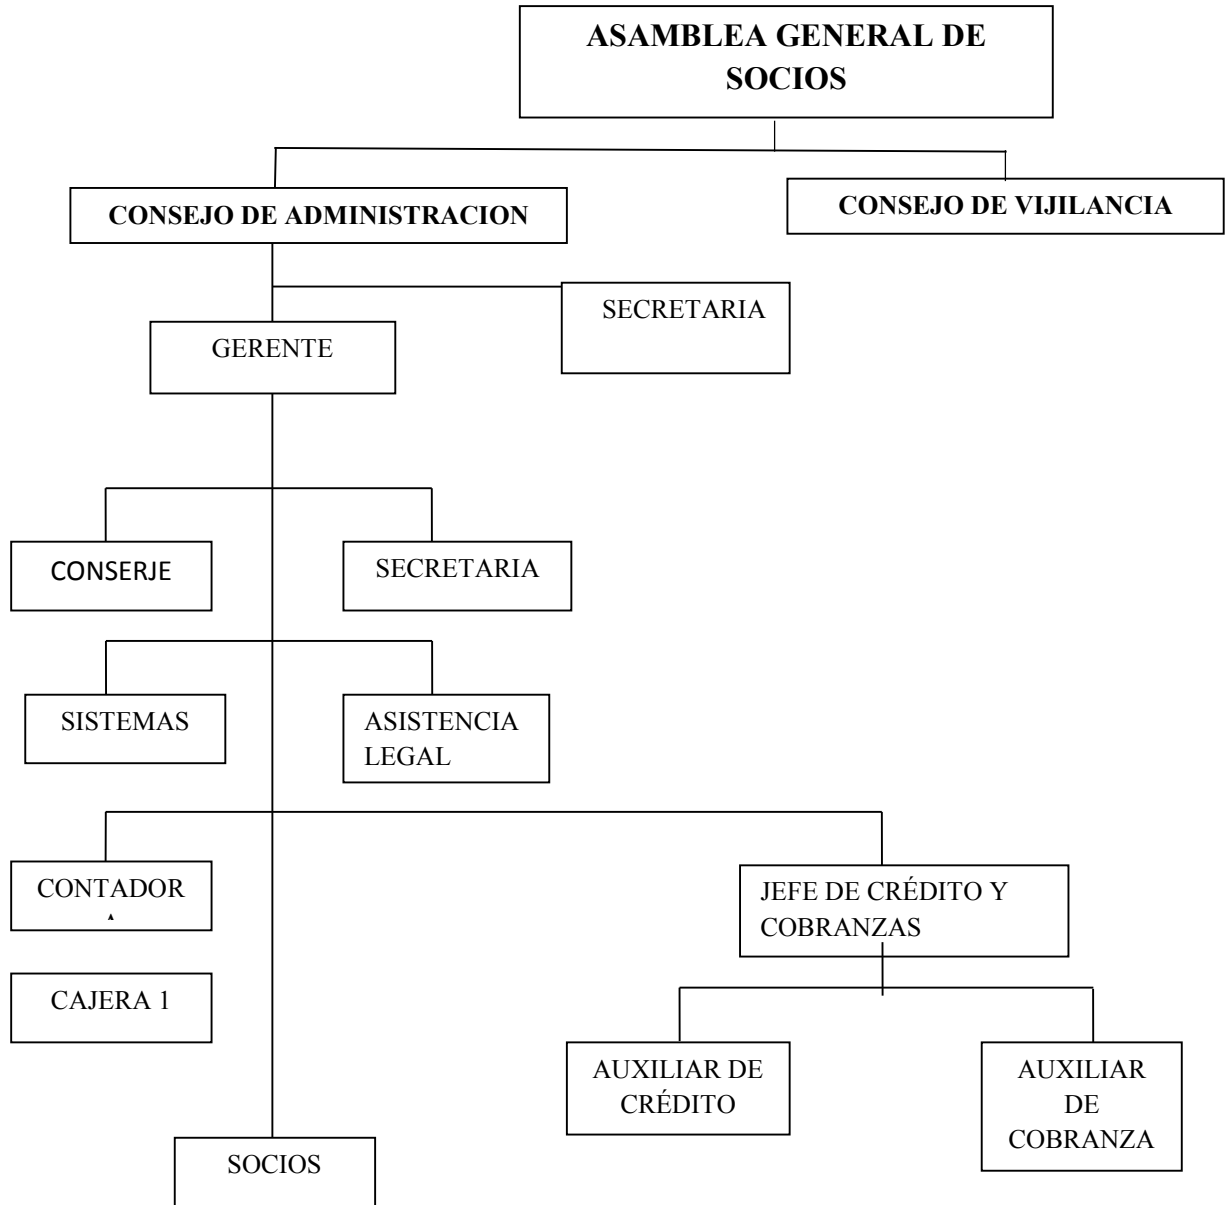 ASAMBLEA GENERAL DE
SOCIOS
CONSEJO DE ADMINISTRACION
CONSEJO DE VIJILANCIA
SECRETARIA
GERENTE
CONSERJE
SECRETARIA
SISTEMAS
ASISTENCIA
LEGAL
CONTADOR
JEFE DE CRÉDITO Y
COBRANZAS
CAJERA 1
AUXILIAR DE
CRÉDITO
AUXILIAR
DE
COBRANZA
SOCIOS